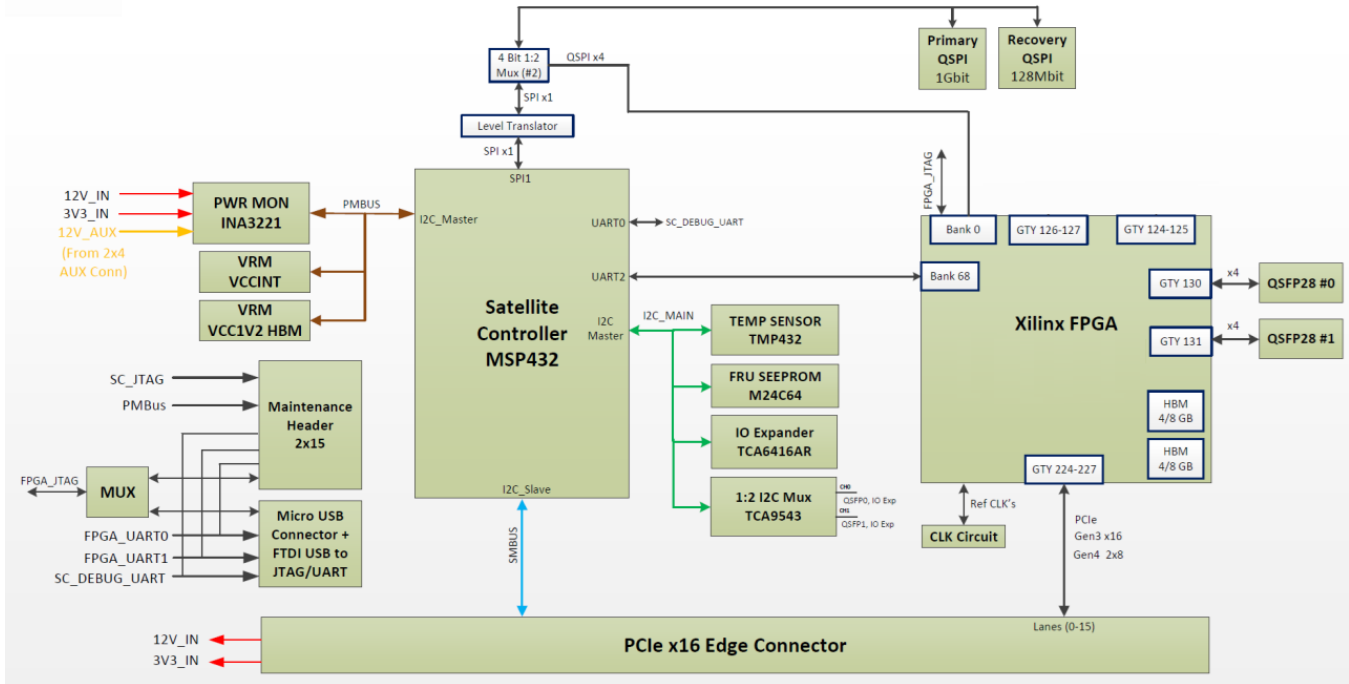 Primary
QSPI
1Gbit
Recovery
QSPI
128Mbit
4 Bit 1:2
Mux (#2)
QSPI x4
SPI x1
Level Translator
SPI x1
SPI1
12V_IN
3V3_IN
12V_AUX
(From 2x4
AUX Conn)
PWR MON
INA3221
PMBUS
I2C_Master
VRM
VCCINT
VRM
VCC1V2 HBM
UART0
SC_DEBUG_UART
UART2
Satellite
Controller
MSP432
I2C
Master
I2C_MAIN
I2C_Slave
TEMP SENSOR
TMP432
FRU SEEPROM
M24C64
IO Expander
TCA6416AR
1:2 I2C Mux
TCA9543
CH0
QSFP0, IO Exp
CH1
QSFP1, IO Exp
FPGA_JTAG
Bank 0
GTY 126-127
GTY 124-125
Bank 68
GTY 130
x4
QSFP28 #0
Xilinx FPGA
GTY 131
x4
QSFP28 #1
HBM
4/8 GB
HBM
4/8 GB
GTY 224-227
Ref CLK's
CLK Circuit
PCIe
Gen3 x16
Gen4 2x8
SC_JTAG
PMBus
Maintenance
Header
2x15
FPGA_JTAG
MUX
FPGA_UART0
FPGA_UART1
SC_DEBUG_UART
Micro USB
Connector +
FTDI USB to
JTAG/UART
SMBUS
12V_IN
3V3_IN
PCIe x16 Edge Connector
Lanes (0-15)